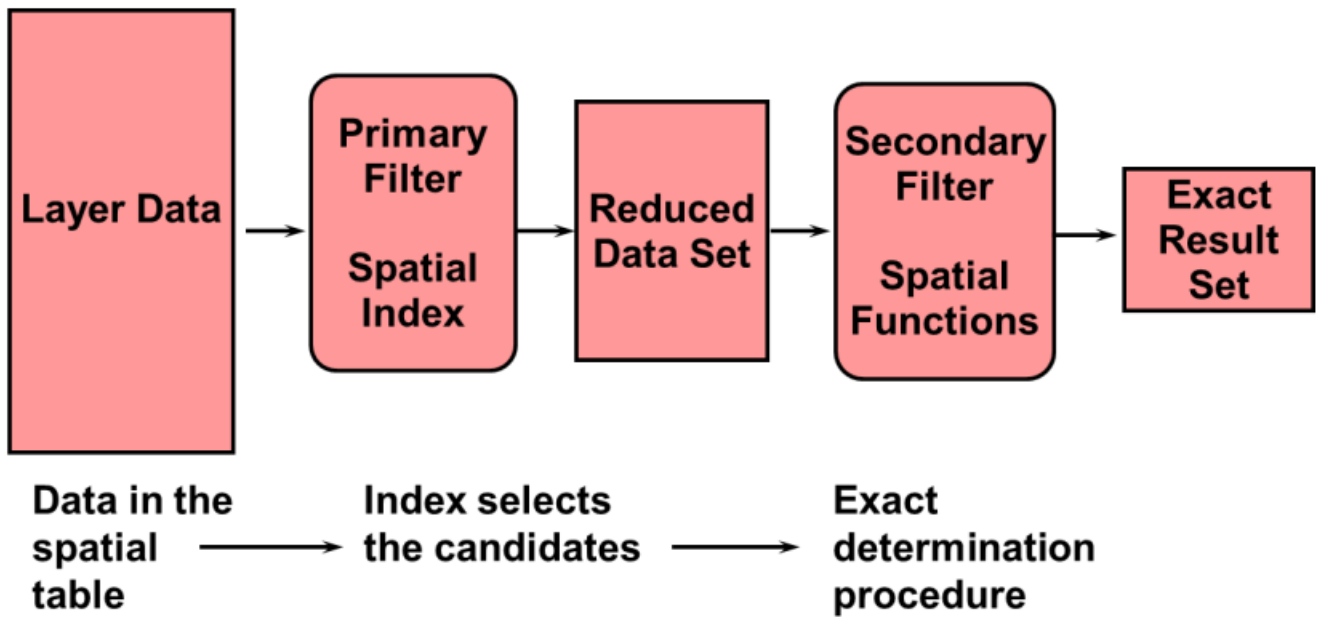 Layer Data
Primary
Filter
Spatial
Index
Reduced
Data Set
Secondary
Filter
Spatial
Functions
Exact
Result
Set
Data in the
spatial
table
Index selects
the candidates
Exact
determination
procedure